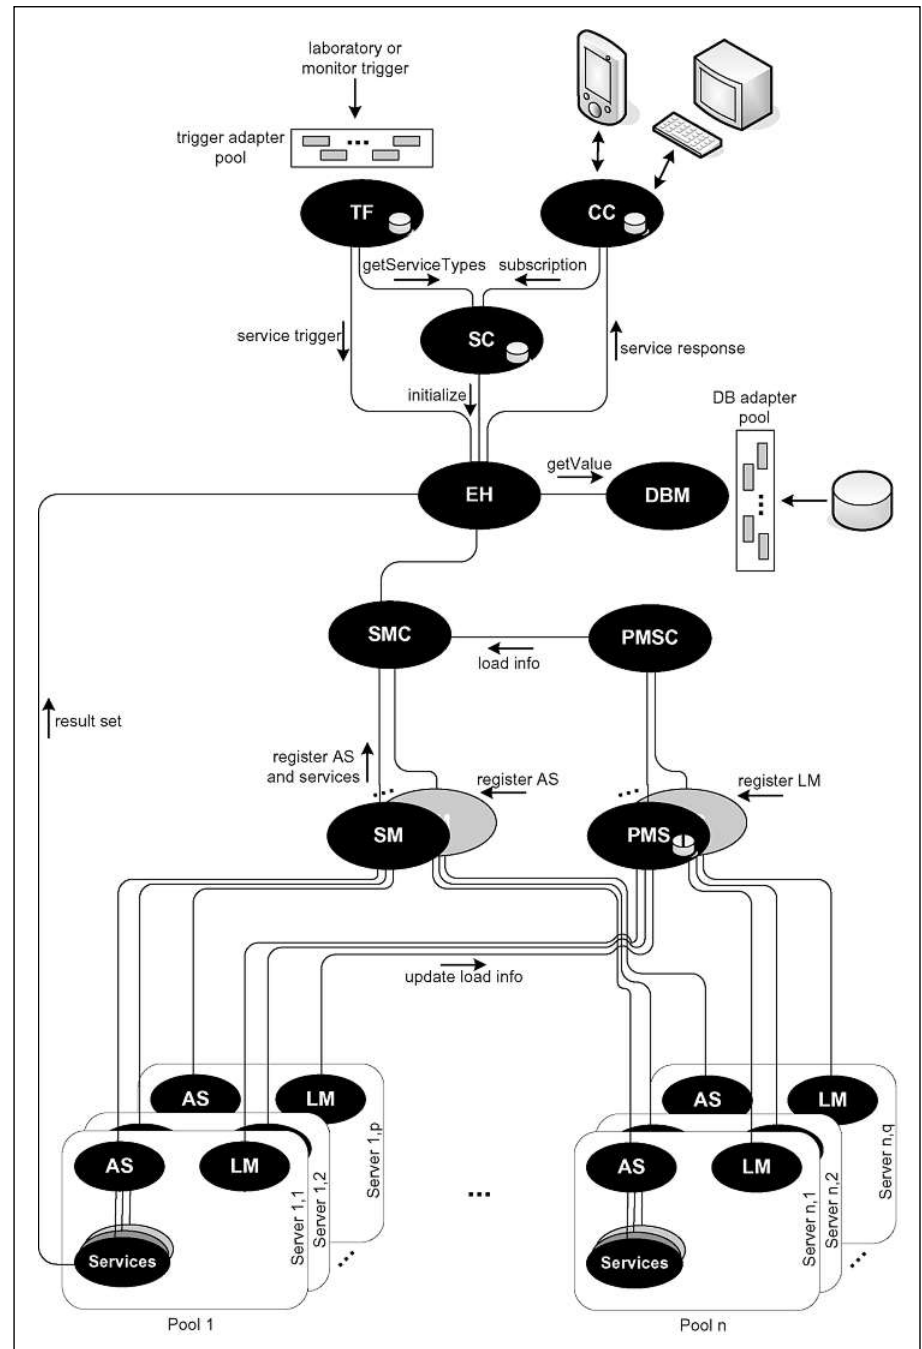 laboratory or
monitor trigger
trigger adapter
pool
TF
CC
getServiceTypes
subscription
SC
service trigger
service response
initialize
DB adapter
pool
getValue
EH
DBM
SMC
PMSC
load info
result set
register AS
and services
register AS
register LM
SM
PMS
update load info
AS
LM
Server 1,p
AS
LM
Server n,q
AS
LM
Server 1,1
Server 1,2
AS
LM
Server n,1
Server n,2
Services
Services
Pool 1
Pool n